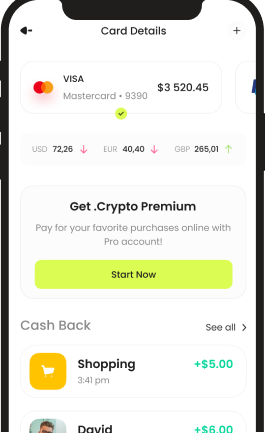 Card Details
VISA
Mastercard • 9390
$3 520.45
USD 72,26 EUR 40,40 GBP 265,01
Get .Crypto Premium
Pay for your favorite purchases online with
Pro account!
Start Now
Cash Back
See all
Shopping
3:41 pm
+$5.00
David
+$6.00